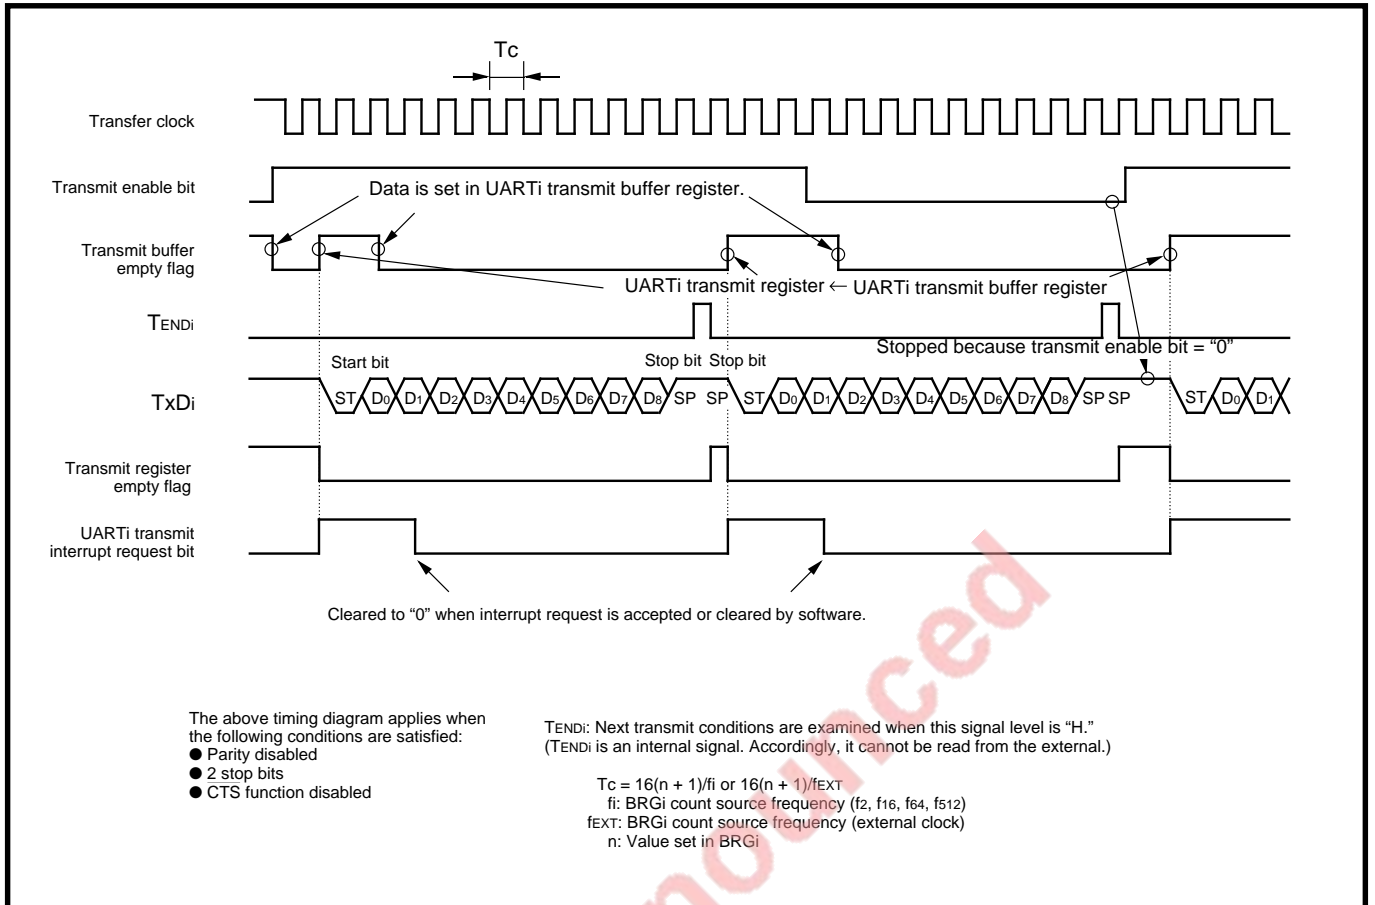 Tc
Transfer clock
Transmit enable bit
Data is set in UARTi transmit buffer register.
Transmit buffer
empty flag
UARTi transmit register ← UARTi transmit buffer register
TENDi
Stopped because transmit enable bit = “0”
Start bit
Stop bit Stop bit
TxDi
ST D0 D1 D2 D3 D4 D5 D6 D7 D8 SP SP ST D0 D1 D2 D3 D4 D5 D6 D7 D8 SP SP ST D0 D1
Transmit register
empty flag
UARTi transmit
interrupt request bit
Cleared to “0” when interrupt request is accepted or cleared by software.
The above timing diagram applies when
the following conditions are satisfied:
● Parity disabled
● 2 stop bits
● CTS function disabled
TENDi: Next transmit conditions are examined when this signal level is “H.”
(TENDi is an internal signal. Accordingly, it cannot be read from the external.)
Tc = 16(n + 1)/fi or 16(n + 1)/fEXT
fi: BRGi count source frequency (f2, f16, f64, f512)
fEXT: BRGi count source frequency (external clock)
n: Value set in BRGi
nounced